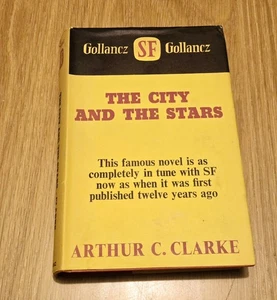 Gollancz SF Gollancz
THE CITY
AND THE STARS
This famous novel is as
completely in tune with SF
now as when it was first
published twelve years ago
ARTHUR C. CLARKE